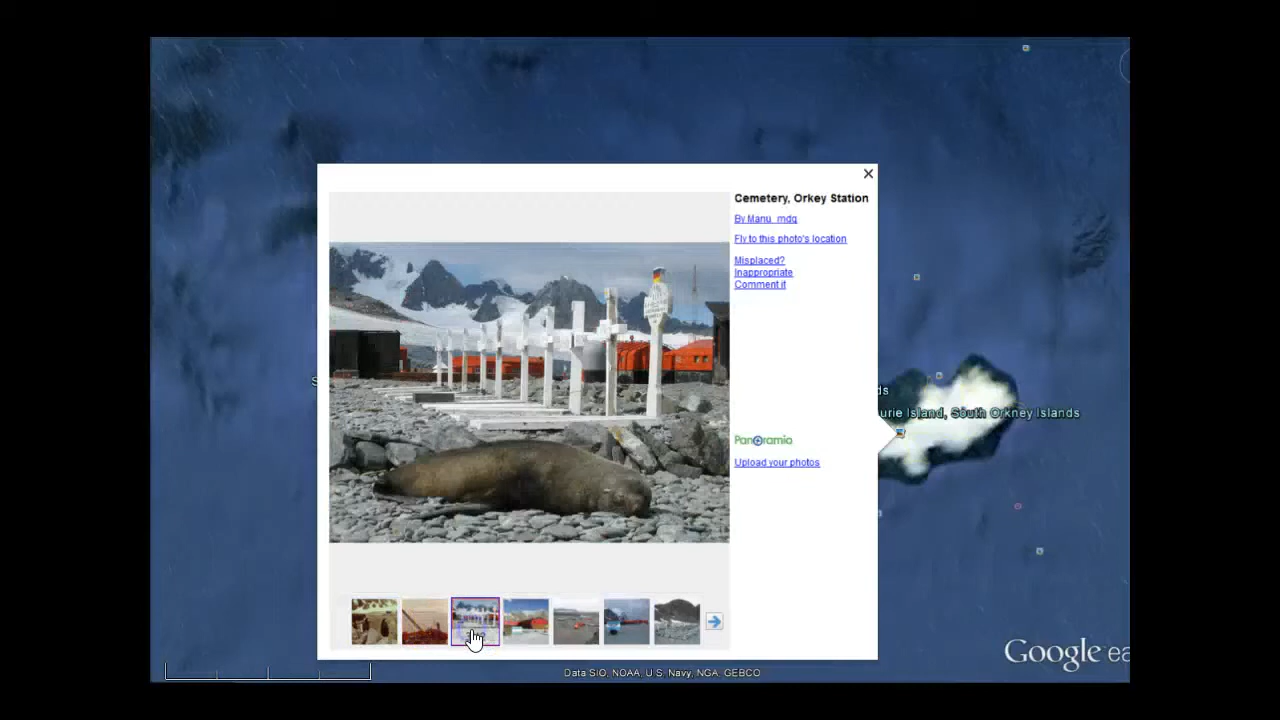 Cemetery, Orkey Station
By Manu_mdq
Fly to this photo's location
Misplaced?
Inappropriate
Comment it
ds
urie Island, South Orkney Islands
Panoramio
Upload your photos
Google ea
Data SIO, NOAA, U.S. Navy, NGA, GEBCO